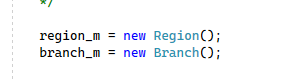 */
region_m = new Region();
branch_m = new Branch();